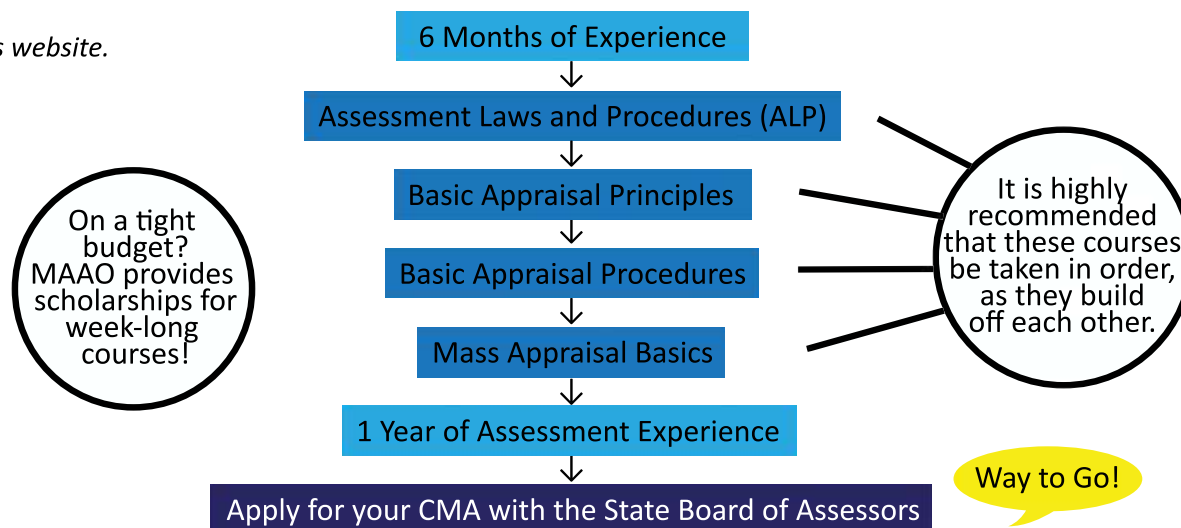 s website.
6 Months of Experience
Assessment Laws and Procedures (ALP)
Basic Appraisal Principles
Basic Appraisal Procedures
Mass Appraisal Basics
1 Year of Assessment Experience
Apply for your CMA with the State Board of Assessors
On a tight
budget?
MAAO provides
scholarships for
week-long
courses!
It is highly
recommended
that these courses
be taken in order,
as they build
off each other.
Way to Go!